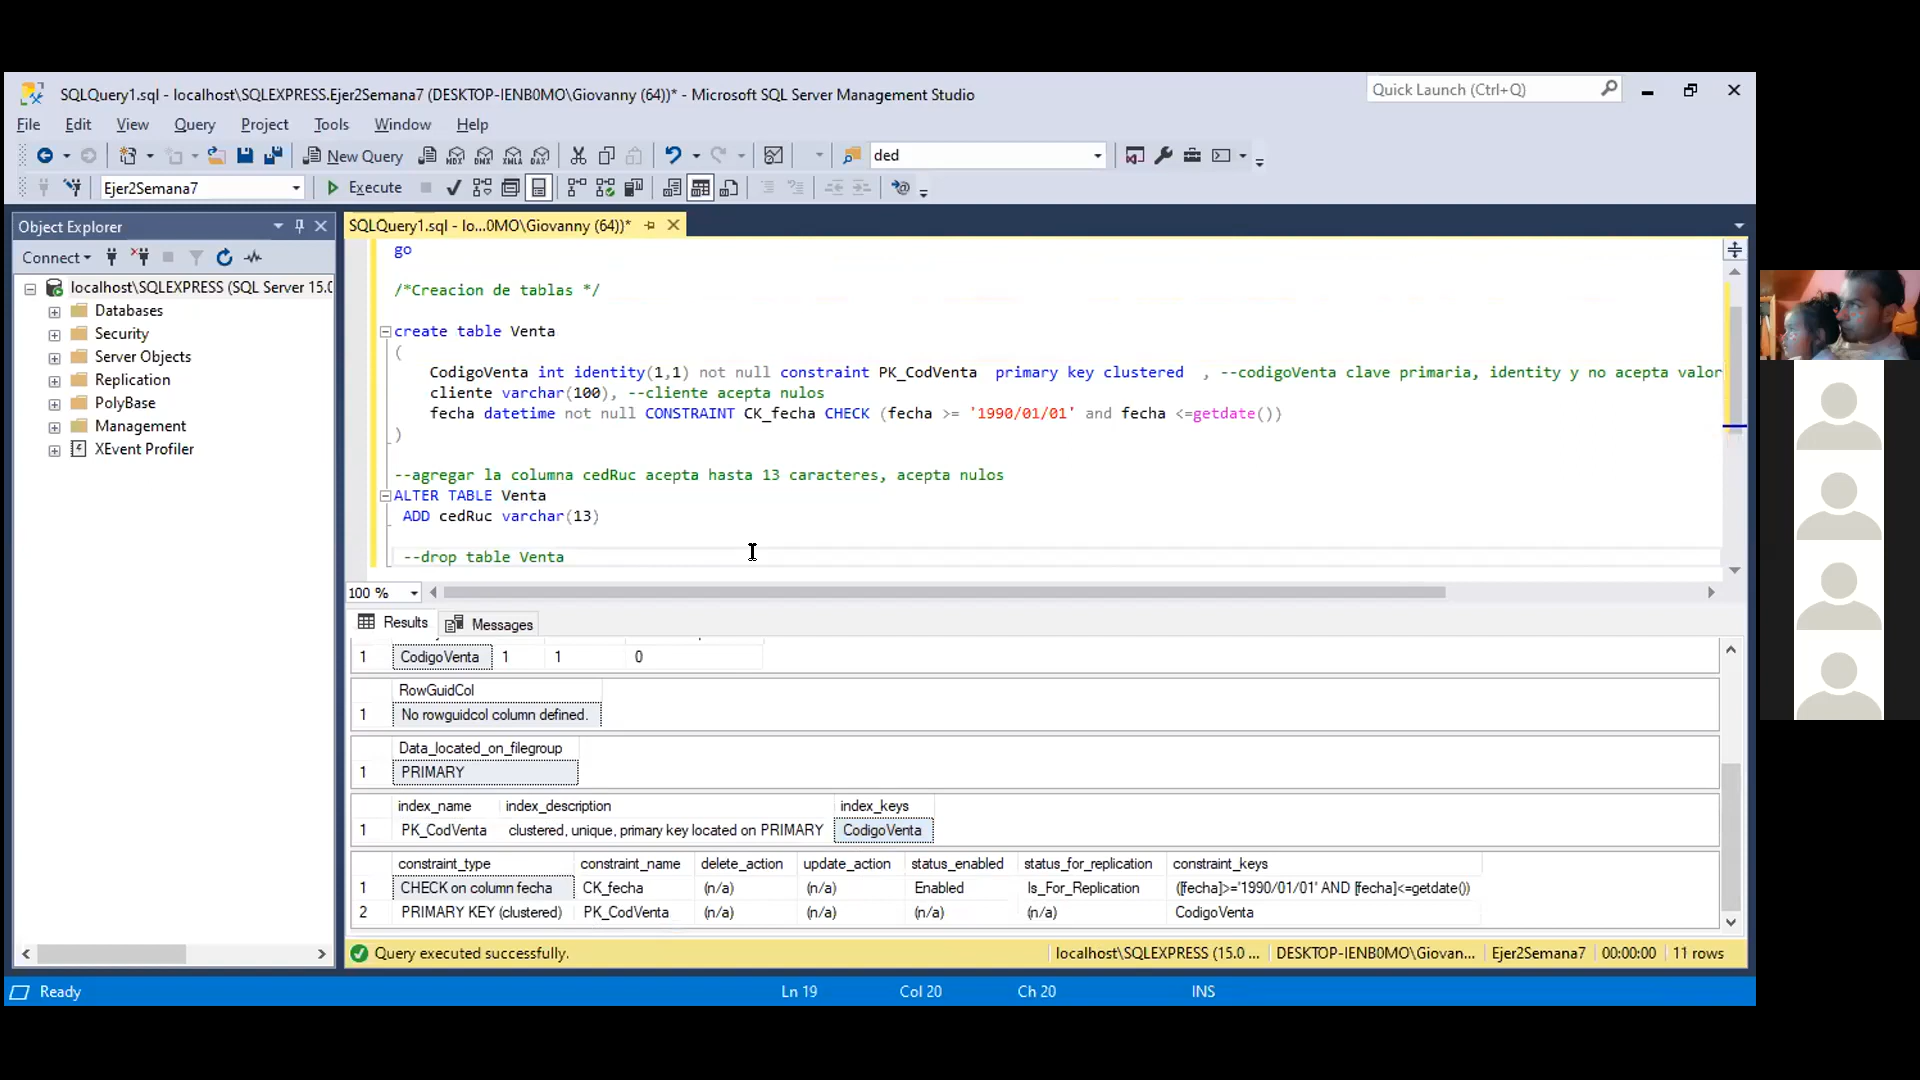 SQLQuery1.sql - localhost\SQLEXPRESS.Ejer2Semana7 (DESKTOP-IENB0MO\Giovanny (64))* - Microsoft SQL Server Management Studio
Quick Launch (Ctrl+Q)
File Edit View Query Project Tools Window Help
New Query MDX DMX XMLA DAX ded
Ejer2Semana7 Execute
Object Explorer
SQLQuery1.sql - lo...0MO\Giovanny (64))*
Connect
localhost\SQLEXPRESS (SQL Server 15.0
Databases
Security
Server Objects
Replication
PolyBase
Management
XEvent Profiler
go
/*Creacion de tablas */
create table Venta
(
CodigoVenta int identity(1,1) not null constraint PK_CodVenta  primary key clustered  , --codigoVenta clave primaria, identity y no acepta valor
cliente varchar(100), --cliente acepta nulos
fecha datetime not null CONSTRAINT CK_fecha CHECK (fecha >= '1990/01/01' and fecha <=getdate())
)
--agregar la columna cedRuc acepta hasta 13 caracteres, acepta nulos
ALTER TABLE Venta
ADD cedRuc varchar(13)
--drop table Venta
100 %
Results Messages
1 CodigoVenta 1 1 0
RowGuidCol
1 No rowguidcol column defined.
Data_located_on_filegroup
1 PRIMARY
index_name index_description index_keys
1 PK_CodVenta clustered, unique, primary key located on PRIMARY CodigoVenta
constraint_type constraint_name delete_action update_action status_enabled status_for_replication constraint_keys
1 CHECK on column fecha CK_fecha (n/a) (n/a) Enabled Is_For_Replication ([fecha]>='1990/01/01' AND [fecha]<=getdate())
2 PRIMARY KEY (clustered) PK_CodVenta (n/a) (n/a) (n/a) (n/a) CodigoVenta
Query executed successfully. localhost\SQLEXPRESS (15.0 ... DESKTOP-IENB0MO\Giovan... Ejer2Semana7 00:00:00 11 rows
Ready Ln 19 Col 20 Ch 20 INS